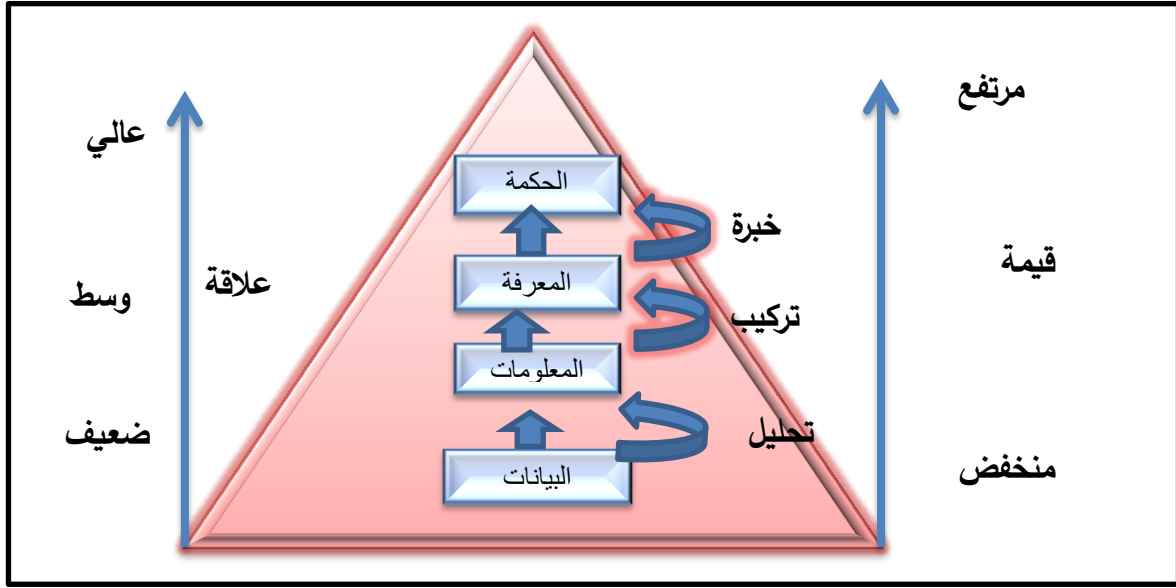 مرتفع
عالي
الحكمة
خبرة
قيمة
المعرفة
علاقة
وسط
تركيب
المعلومات
تحليل
ضعيف
منخفض
البيانات